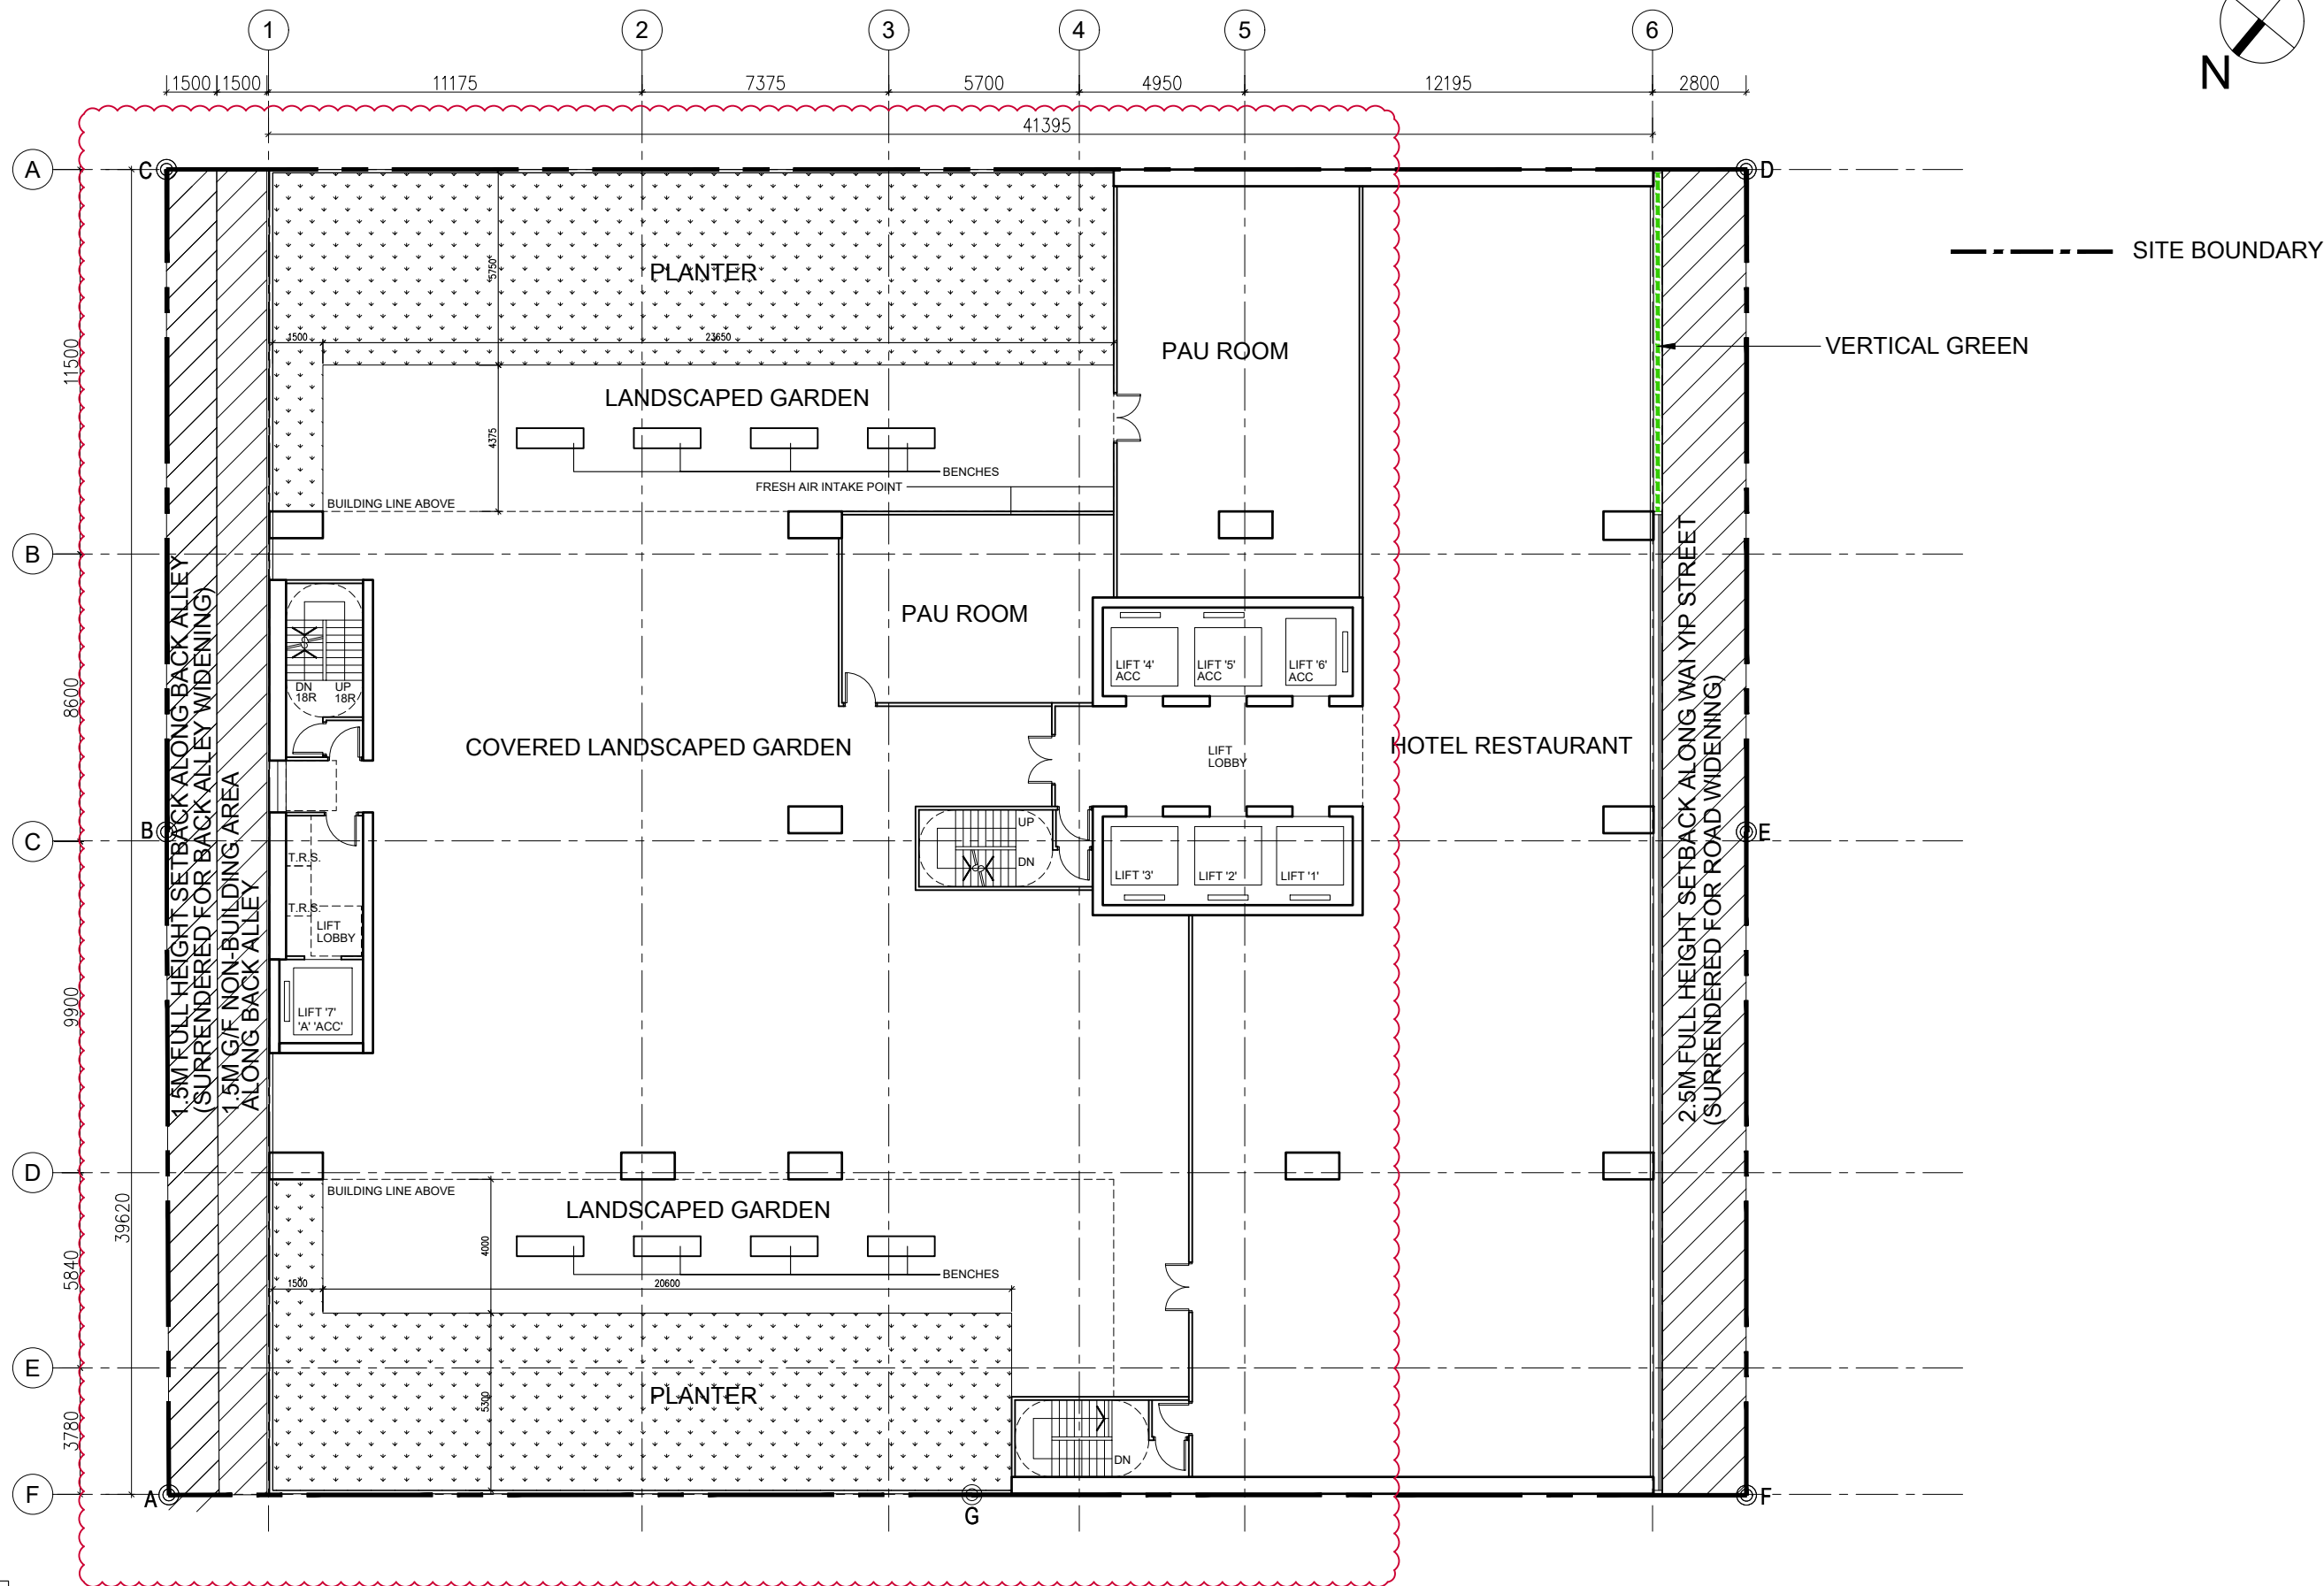 1
2
3
4
5
6
N
1500
1500
11175
7375
5700
4950
12195
2800
41395
A
C
D
SITE BOUNDARY
PLANTER
5750
1500
23650
PAU ROOM
VERTICAL GREEN
11500
LANDSCAPED GARDEN
4375
BENCHES
FRESH AIR INTAKE POINT
BUILDING LINE ABOVE
B
PAU ROOM
LIFT '4'
ACC
LIFT '5'
ACC
LIFT '6'
ACC
DN
18R
UP
18R
8600
COVERED LANDSCAPED GARDEN
LIFT
LOBBY
HOTEL RESTAURANT
1.5M FULL HEIGHT SETBACK ALONG BACK ALLEY
(SURRENDERED FOR BACK ALLEY WIDENING)
1.5M G/F NON-BUILDING AREA
ALONG BACK ALLEY
2.5M FULL HEIGHT SETBACK ALONG WAI YIP STREET
(SURRENDERED FOR ROAD WIDENING)
B
E
C
UP
DN
T.R.S.
T.R.S.
LIFT
LOBBY
LIFT '3'
LIFT '2'
LIFT '1'
9900
LIFT '7'
'A' 'ACC'
D
BUILDING LINE ABOVE
39620
LANDSCAPED GARDEN
4000
5840
BENCHES
1500
20600
E
PLANTER
5300
3780
DN
F
A
G
F